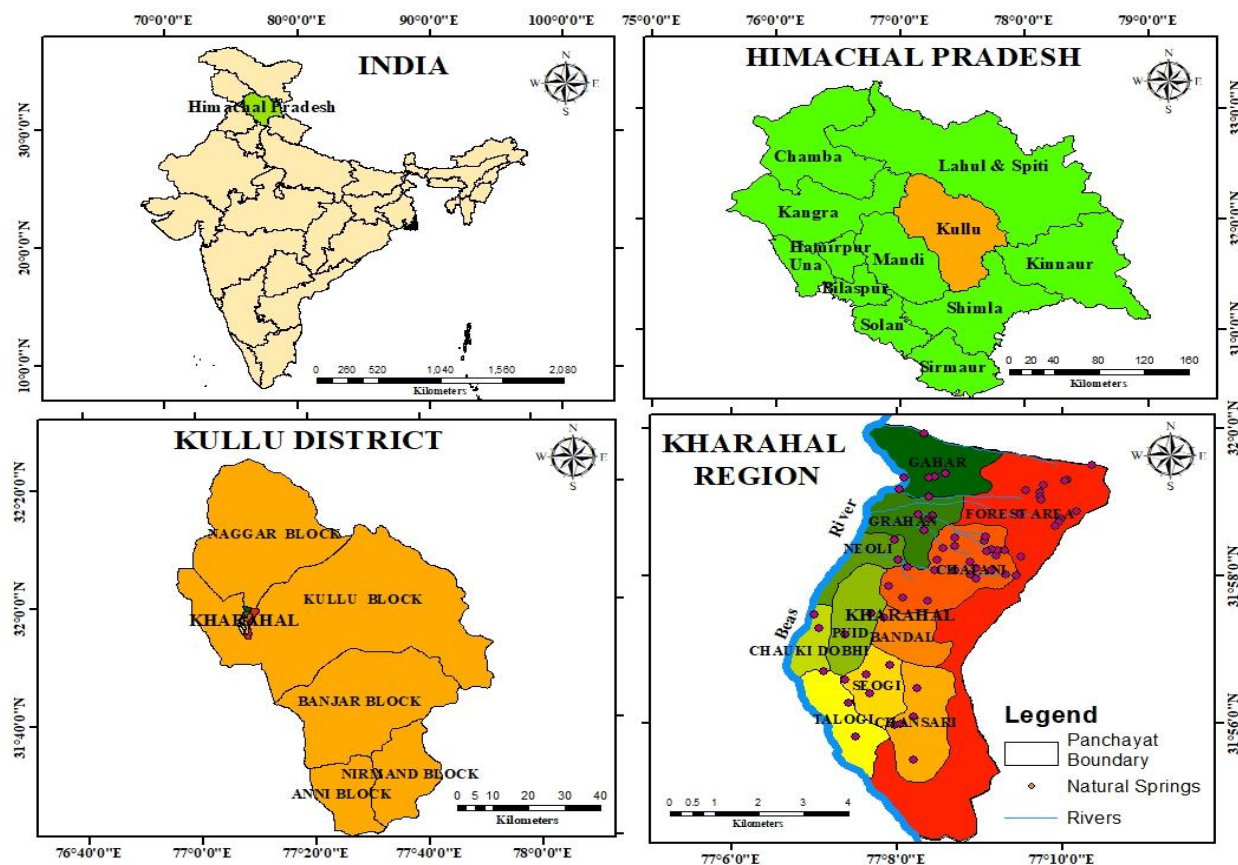 70°0'0"E 80°0'0"E 90°0'0"E 100°0'0"E
INDIA
N
W E
S
Himachal Pradesh
30°0'0"N
20°0'0"N
10°0'0"N
0 260 520 1,040 1,560 2,080
Kilometers
75°0'0"E 76°0'0"E 77°0'0"E 78°0'0"E 79°0'0"E
HIMACHAL PRADESH
N
W E
S
33°0'0"N
32°0'0"N
31°0'0"N
Chamba
Lahul & Spiti
Kangra
Kullu
Hamirpur
Una
Mandi
Kinnaur
Bilaspur
Shimla
Solan
Sirmaur
0 20 40 80 120 160
Kilometers
KULLU DISTRICT
N
W E
S
32°20'0"N
32°0'0"N
31°40'0"N
NAGGAR BLOCK
KULLU BLOCK
KHARAHAL
BANJAR BLOCK
NIRMAND BLOCK
ANNI BLOCK
0 5 10 20 30 40
Kilometers
76°40'0"E 77°0'0"E 77°20'0"E 77°40'0"E 78°0'0"E
KHARAHAL
REGION
N
W E
S
32°0'0"N
31°58'0"N
31°56'0"N
GAHAR
River
GRAHAN
FOREST AREA
NEOLI
CHAPANI
Beas
KHARAHAL
PUID
BANDAL
CHAUKI DOBHI
SEOGI
TALOGI
CHANSARI
Legend
Panchayat
Boundary
Natural Springs
Rivers
0 0.5 1 2 3 4
Kilometers
77°6'0"E 77°8'0"E 77°10'0"E